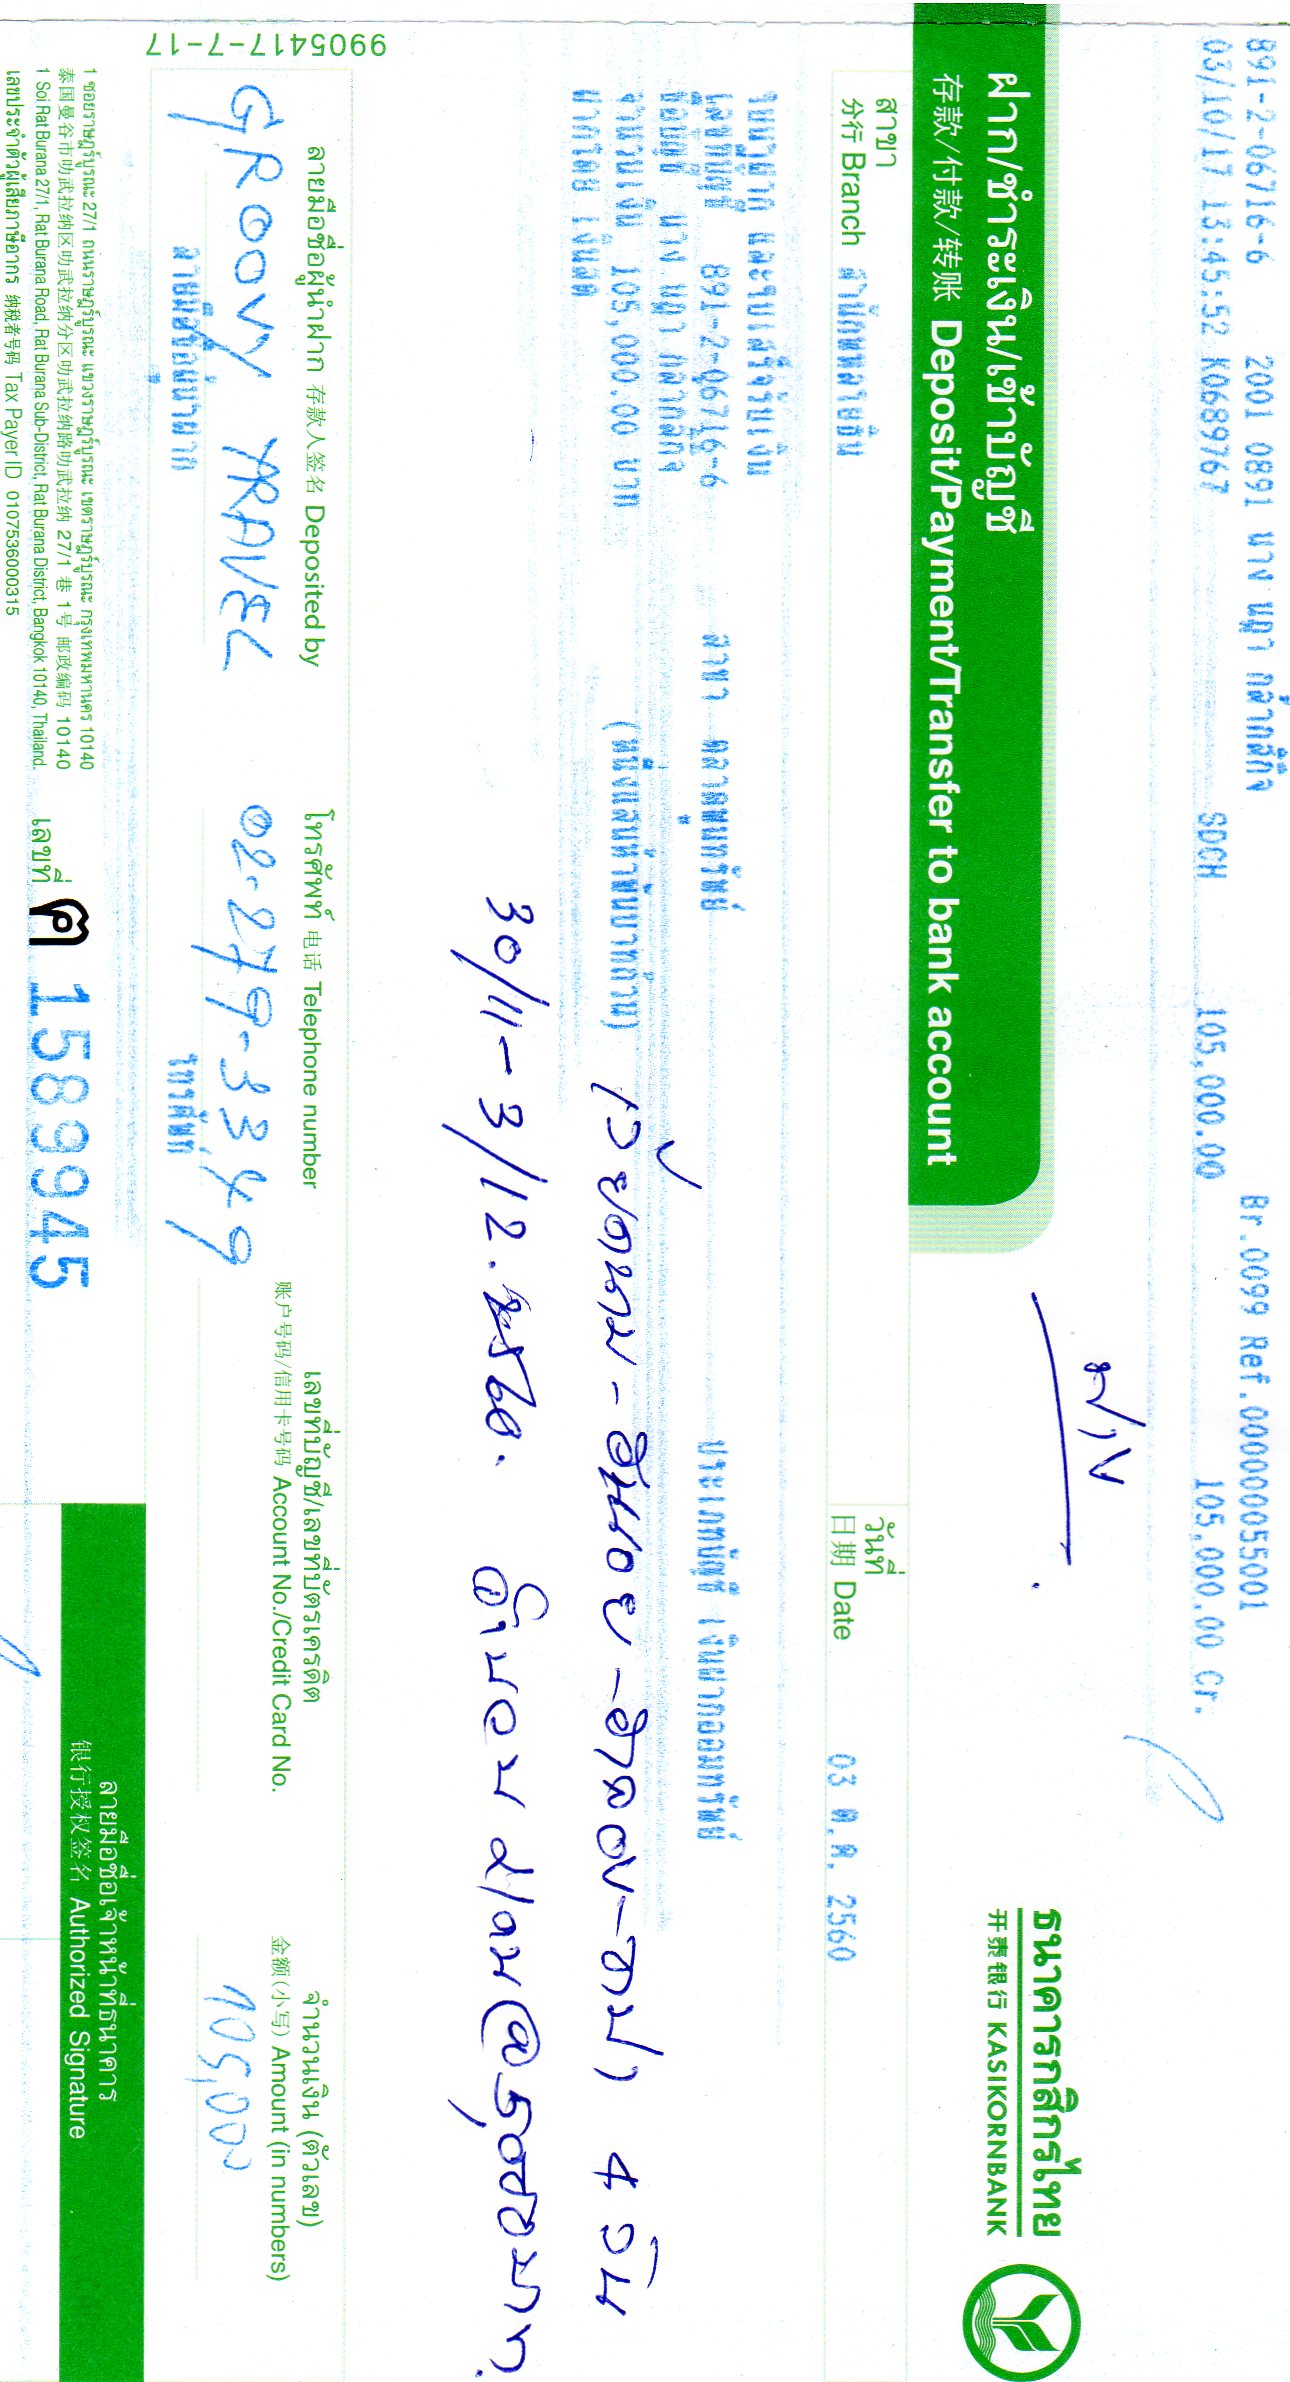 891-2-06716-6 2001 0891 นาง นฎา กล้ากสิกิจ Br.0099 Ref.000000055001
03/10/17 13:45:52 K0689767 SDCH 105,000.00 105,000.00 Cr.
ฝาก/ชำระเงิน/เข้าบัญชี
存款/付款/转账 Deposit/Payment/Transfer to bank account
ธนาคารกสิกรไทย
开泰银行 KASIKORNBANK
สาขา
分行 Branch สำนักพหลโยธิน
วันที่
日期 Date 03 ต.ค. 2560
ใบนำฝาก และใบเสร็จรับเงิน
เลขที่บัญชี 891-2-06716-6 สาขา ตลาดพูนทรัพย์ ประเภทบัญชี เงินฝากออมทรัพย์
ชื่อบัญชี นาง นฎา กล้ากสิกิจ
จำนวนเงิน 105,000.00 บาท (หนึ่งแสนห้าพันบาทถ้วน)
ฝากโดย เงินสด
เวียดนาม-ฮานอย-ฮาลอง-ซาปา 4 วัน
30/11-3/12.2560. จำนวน 21คน@5,000บาท.
ลายมือชื่อผู้นำฝาก 存款人签名 Deposited by
GROOVY TRAVEL
ลายมือชื่อผู้นำฝาก
โทรศัพท์ 电话 Telephone number
02-279-3349
โทรศัพท์
เลขที่บัญชี/เลขที่บัตรเครดิต
账户号码/信用卡号码 Account No./Credit Card No.
จำนวนเงิน (ตัวเลข)
金额(小写) Amount (in numbers)
105,000
9905417-7-17
1 ซอยราษฎร์บูรณะ 27/1 ถนนราษฎร์บูรณะ แขวงราษฎร์บูรณะ เขตราษฎร์บูรณะ กรุงเทพมหานคร 10140
泰国曼谷市叻武拉纳区叻武拉纳分区叻武拉纳路叻武拉纳 27/1 巷 1号 邮政编码 10140
1 Soi Rat Burana 27/1, Rat Burana Road, Rat Burana Sub-District, Rat Burana District, Bangkok 10140, Thailand.
เลขประจำตัวผู้เสียภาษีอากร 纳税者号码 Tax Payer ID 0107536000315
เลขที่ ฅ 1589945
ลายมือชื่อเจ้าหน้าที่ธนาคาร
银行授权签名 Authorized Signature